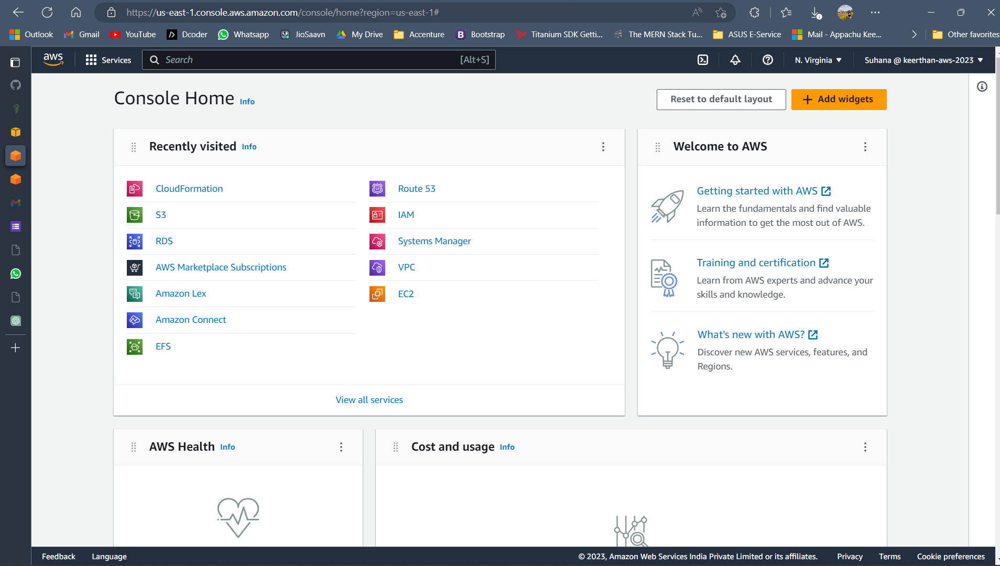 https://us-east-1.console.aws.amazon.com/console/home?region=us-east-1#
Outlook Gmail YouTube Dcoder Whatsapp JioSaavn My Drive Accenture Bootstrap Titanium SDK Getti... The MERN Stack Tu... ASUS E-Service Mail - Appachu Kee... Other favorites
aws Services Search [Alt+S] N. Virginia Suhana @ keerthan-aws-2023
Console Home Info
Reset to default layout
Add widgets
Recently visited Info
CloudFormation
S3
RDS
AWS Marketplace Subscriptions
Amazon Lex
Amazon Connect
EFS
Route 53
IAM
Systems Manager
VPC
EC2
View all services
Welcome to AWS
Getting started with AWS
Learn the fundamentals and find valuable
information to get the most out of AWS.
Training and certification
Learn from AWS experts and advance your
skills and knowledge.
What's new with AWS?
Discover new AWS services, features, and
Regions.
AWS Health Info
Cost and usage Info
Feedback Language © 2023, Amazon Web Services India Private Limited or its affiliates. Privacy Terms Cookie preferences